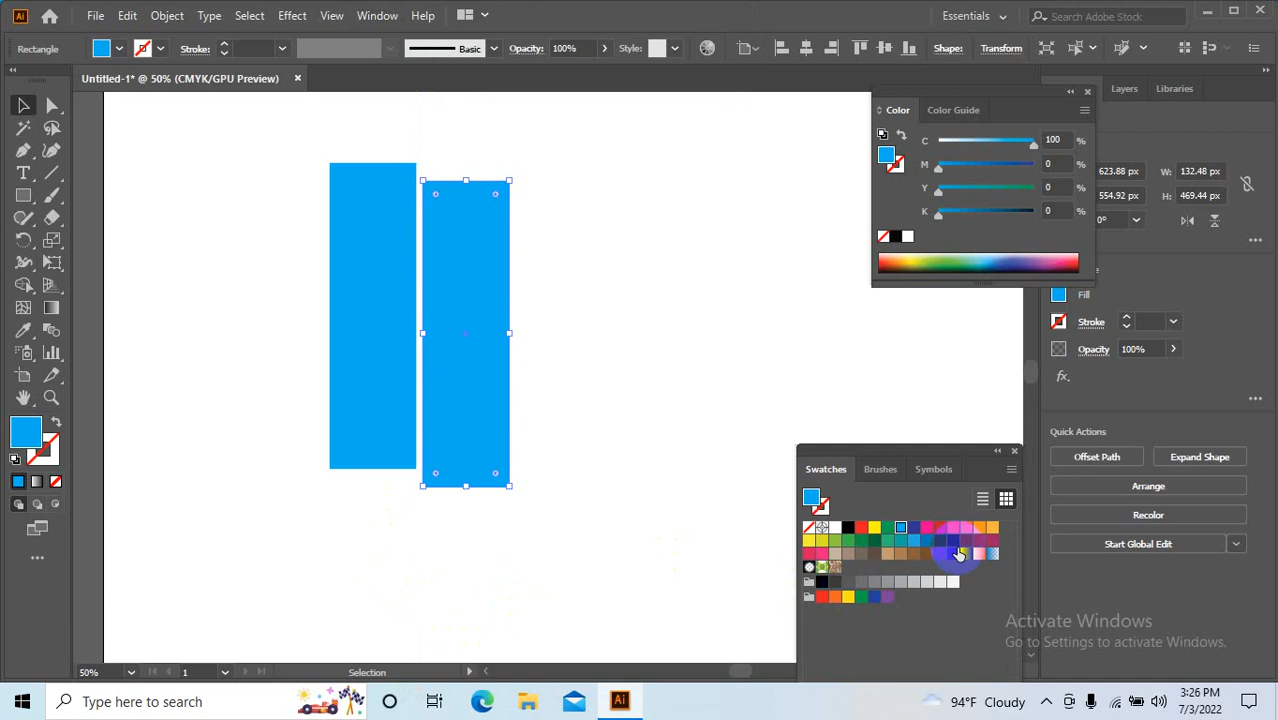 Ai File Edit Object Type Select Effect View Window Help Essentials Search Adobe Stock
Rectangle Stroke: Basic Opacity: 100% Style: Shape: Transform
Untitled-1* @ 50% (CMYK/GPU Preview)
Layers Libraries
Color Color Guide
C 100 %
M 0 %
Y 0 %
K 0 %
623.88 px W: 132.48 px
554.92 px H: 469.44 px
0°
Fill
Stroke
Opacity 100%
fx.
Quick Actions
Offset Path Expand Shape
Arrange
Recolor
Start Global Edit
Swatches Brushes Symbols
Activate Windows
Go to Settings to activate Windows.
50% 1 Selection
Type here to search
Ai
94°F Cloudy
3:26 PM
7/3/2022